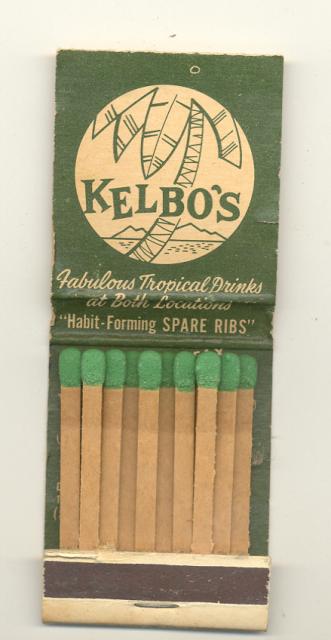 KELBO'S
Fabulous Tropical Drinks
at Both Locations
"Habit-Forming SPARE RIBS"